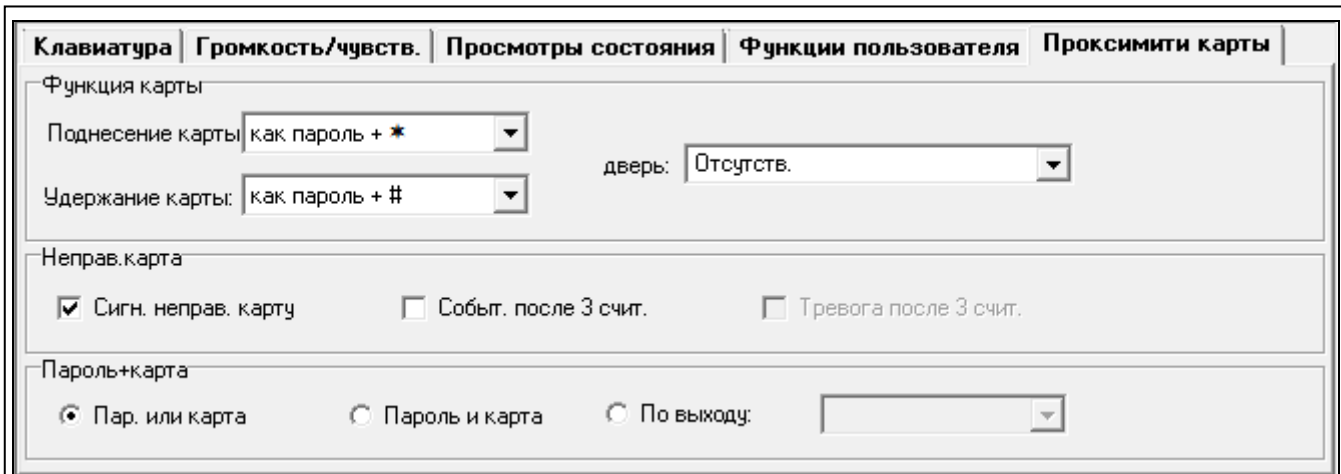 Клавиатура Громкость/чувств. Просмотры состояния Функции пользователя Проксимити карты
Функция карты
Поднесение карты как пароль + *
дверь: Отсутств.
Удержание карты: как пароль + #
Неправ.карта
Сигн. неправ. карту Событ. после 3 счит. Тревога после 3 счит.
Пароль+карта
Пар. или карта Пароль и карта По выходу: